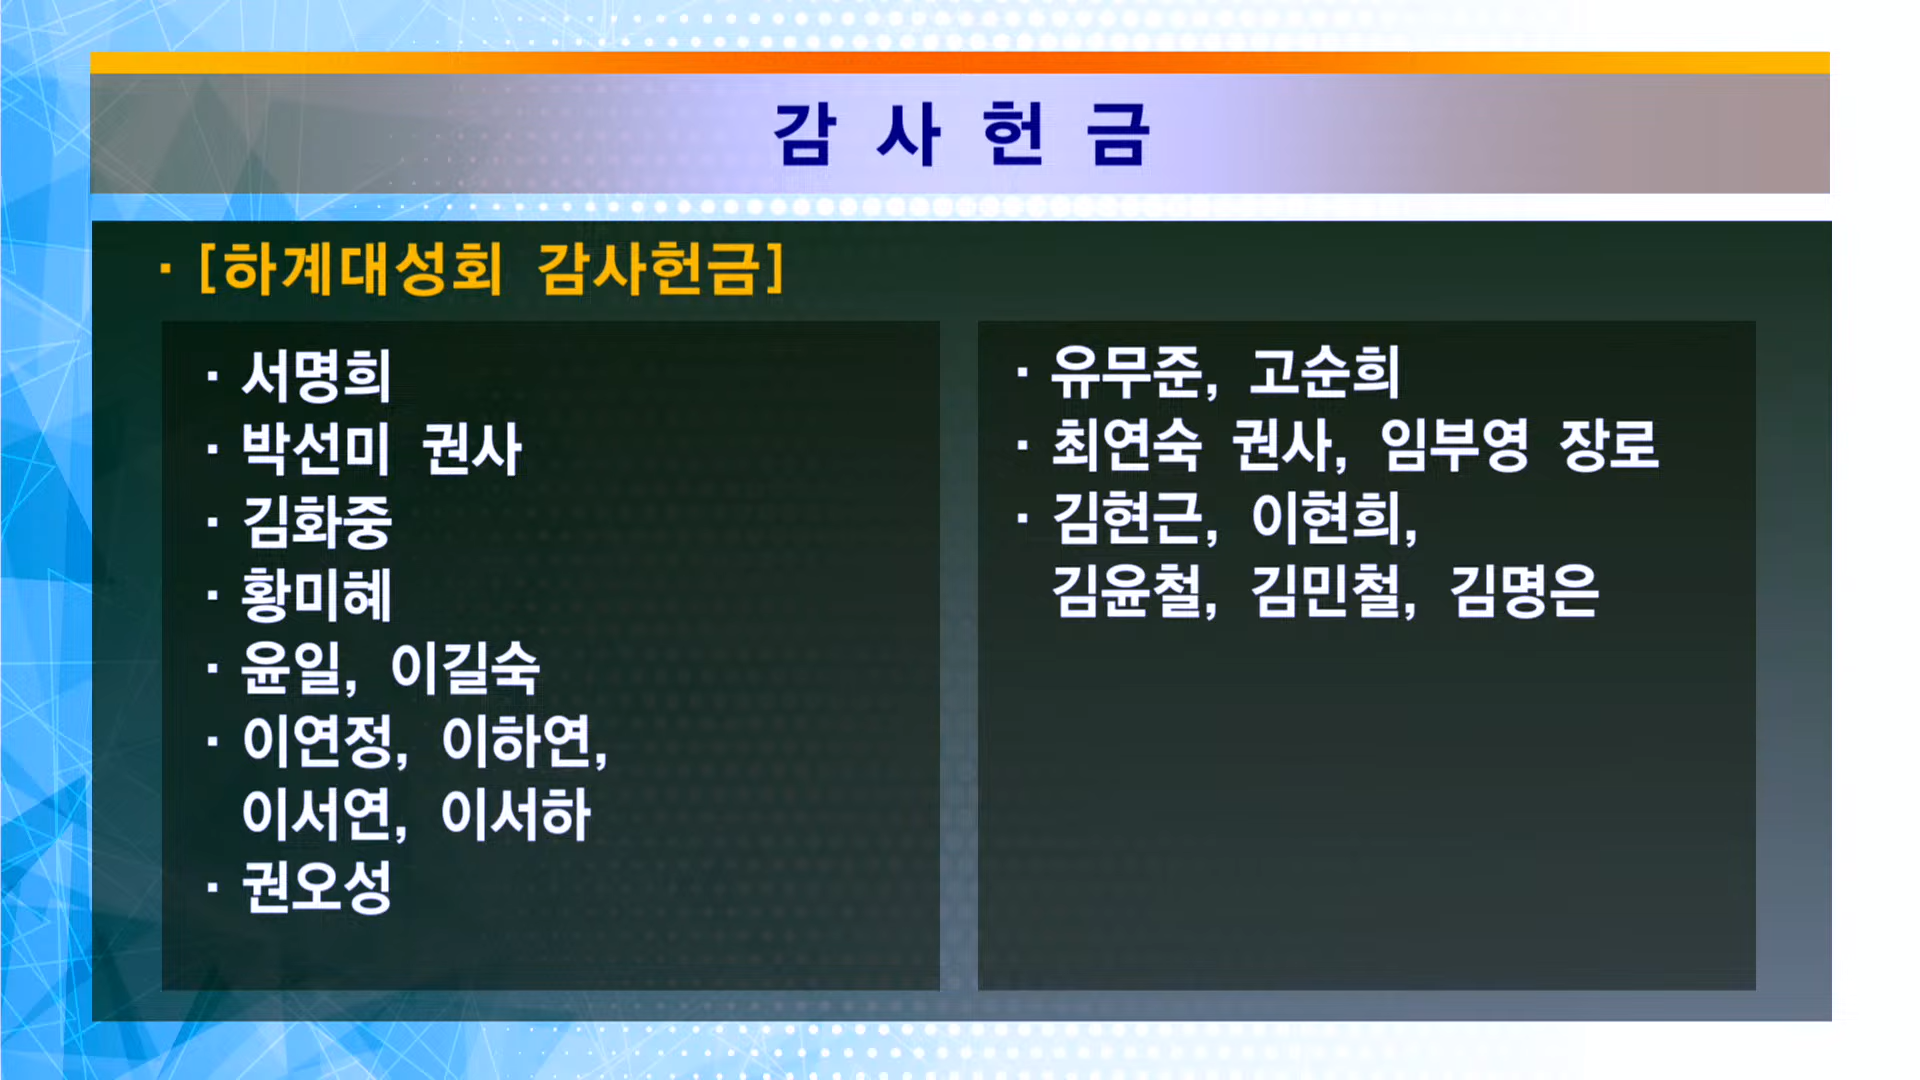 감 사 헌 금
· [하계대성회 감사헌금]
· 서명희
· 박선미 권사
· 김화중
· 황미혜
· 윤일, 이길숙
· 이연정, 이하연,
이서연, 이서하
· 권오성
· 유무준, 고순희
· 최연숙 권사, 임부영 장로
· 김현근, 이현희,
김윤철, 김민철, 김명은